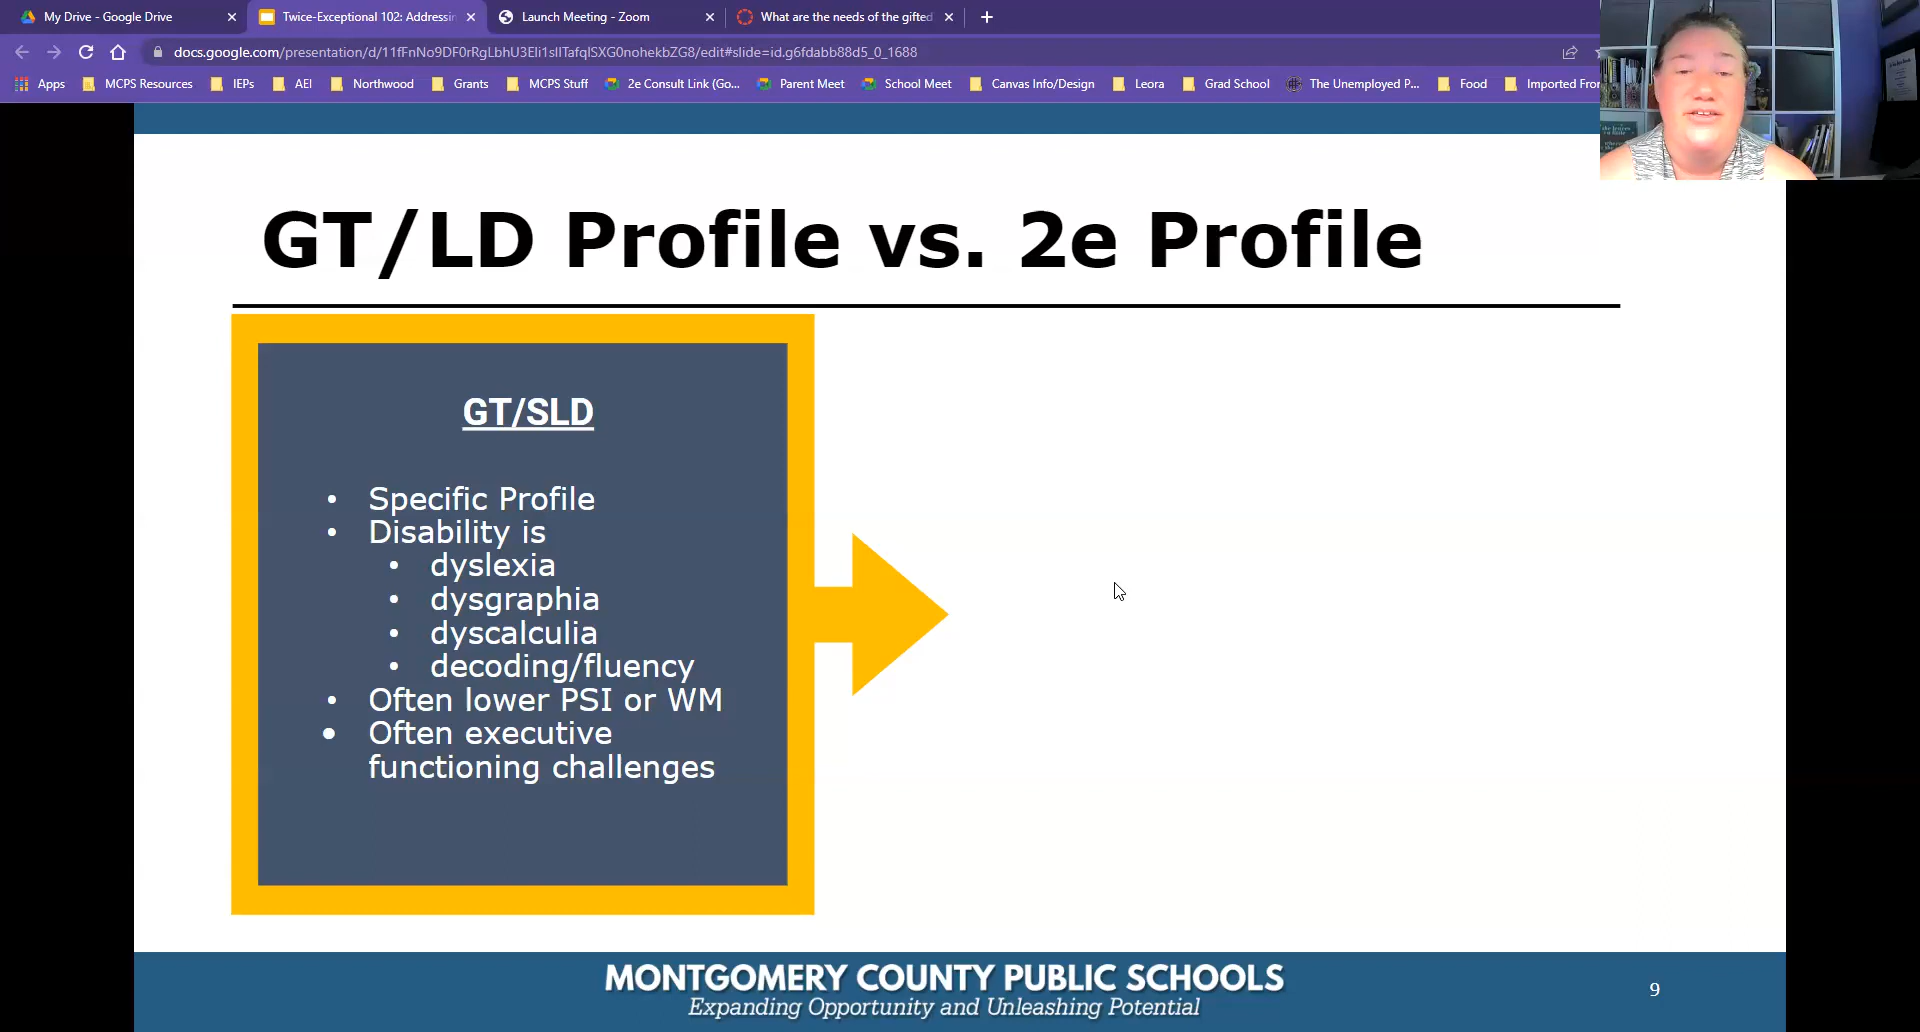 My Drive - Google Drive
Twice-Exceptional 102: Addressin
Launch Meeting - Zoom
What are the needs of the gifted
docs.google.com/presentation/d/11fFnNo9DF0rRgLbhU3Eli1sIlTafqlSXG0nohekbZG8/edit#slide=id.g6fdabb88d5_0_1688
Apps
MCPS Resources
IEPs
AEI
Northwood
Grants
MCPS Stuff
2e Consult Link (Go...
Parent Meet
School Meet
Canvas Info/Design
Leora
Grad School
The Unemployed P...
Food
Imported Fro
GT/LD Profile vs. 2e Profile
GT/SLD
• Specific Profile
• Disability is
• dyslexia
• dysgraphia
• dyscalculia
• decoding/fluency
• Often lower PSI or WM
• Often executive
functioning challenges
MONTGOMERY COUNTY PUBLIC SCHOOLS
Expanding Opportunity and Unleashing Potential
9